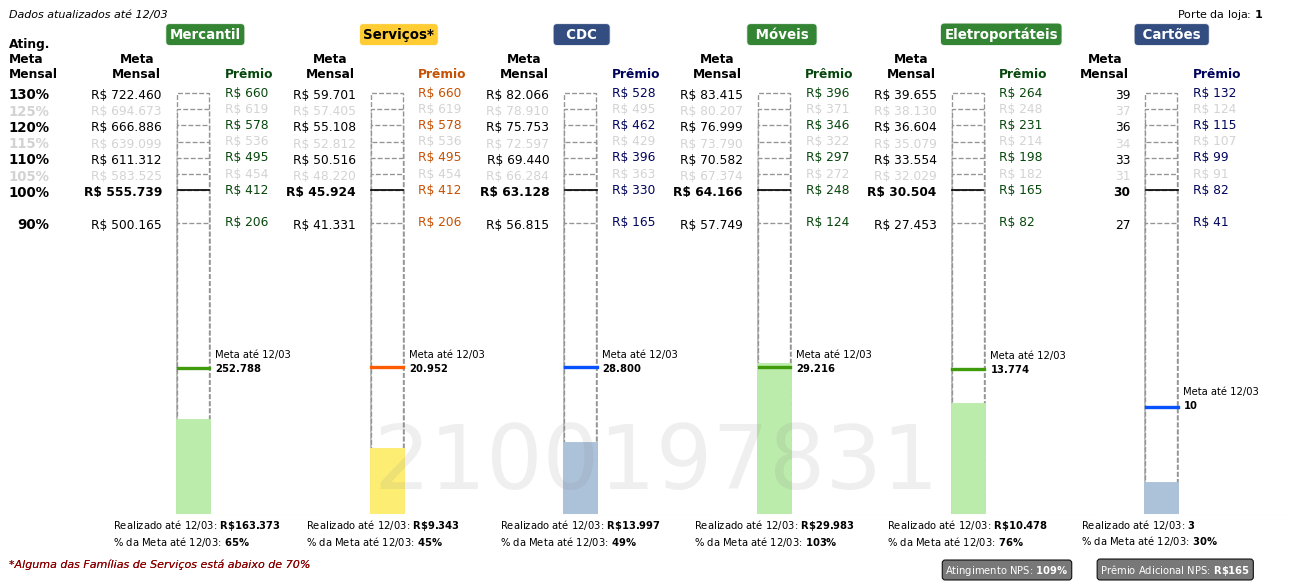 Dados atualizados até 12/03 Porte da loja: 1
Mercantil Serviços* CDC Móveis Eletroportáteis Cartões
Ating.
Meta Meta Meta Meta Meta Meta Meta
Mensal Mensal Prêmio Mensal Prêmio Mensal Prêmio Mensal Prêmio Mensal Prêmio Mensal Prêmio
130% R$ 722.460 R$ 660 R$ 59.701 R$ 660 R$ 82.066 R$ 528 R$ 83.415 R$ 396 R$ 39.655 R$ 264 39 R$ 132
125% R$ 694.673 R$ 619 R$ 57.405 R$ 619 R$ 78.910 R$ 495 R$ 80.207 R$ 371 R$ 38.130 R$ 248 37 R$ 124
120% R$ 666.886 R$ 578 R$ 55.108 R$ 578 R$ 75.753 R$ 462 R$ 76.999 R$ 346 R$ 36.604 R$ 231 36 R$ 115
115% R$ 639.099 R$ 536 R$ 52.812 R$ 536 R$ 72.597 R$ 429 R$ 73.790 R$ 322 R$ 35.079 R$ 214 34 R$ 107
110% R$ 611.312 R$ 495 R$ 50.516 R$ 495 R$ 69.440 R$ 396 R$ 70.582 R$ 297 R$ 33.554 R$ 198 33 R$ 99
105% R$ 583.525 R$ 454 R$ 48.220 R$ 454 R$ 66.284 R$ 363 R$ 67.374 R$ 272 R$ 32.029 R$ 182 31 R$ 91
100% R$ 555.739 R$ 412 R$ 45.924 R$ 412 R$ 63.128 R$ 330 R$ 64.166 R$ 248 R$ 30.504 R$ 165 30 R$ 82
90% R$ 500.165 R$ 206 R$ 41.331 R$ 206 R$ 56.815 R$ 165 R$ 57.749 R$ 124 R$ 27.453 R$ 82 27 R$ 41
Meta até 12/03 Meta até 12/03 Meta até 12/03 Meta até 12/03 Meta até 12/03
252.788 20.952 28.800 29.216 13.774
Meta até 12/03
10
2100197831
Realizado até 12/03: R$163.373 Realizado até 12/03: R$9.343 Realizado até 12/03: R$13.997 Realizado até 12/03: R$29.983 Realizado até 12/03: R$10.478 Realizado até 12/03: 3
% da Meta até 12/03: 65% % da Meta até 12/03: 45% % da Meta até 12/03: 49% % da Meta até 12/03: 103% % da Meta até 12/03: 76% % da Meta até 12/03: 30%
*Alguma das Famílias de Serviços está abaixo de 70% Atingimento NPS: 109% Prêmio Adicional NPS: R$165